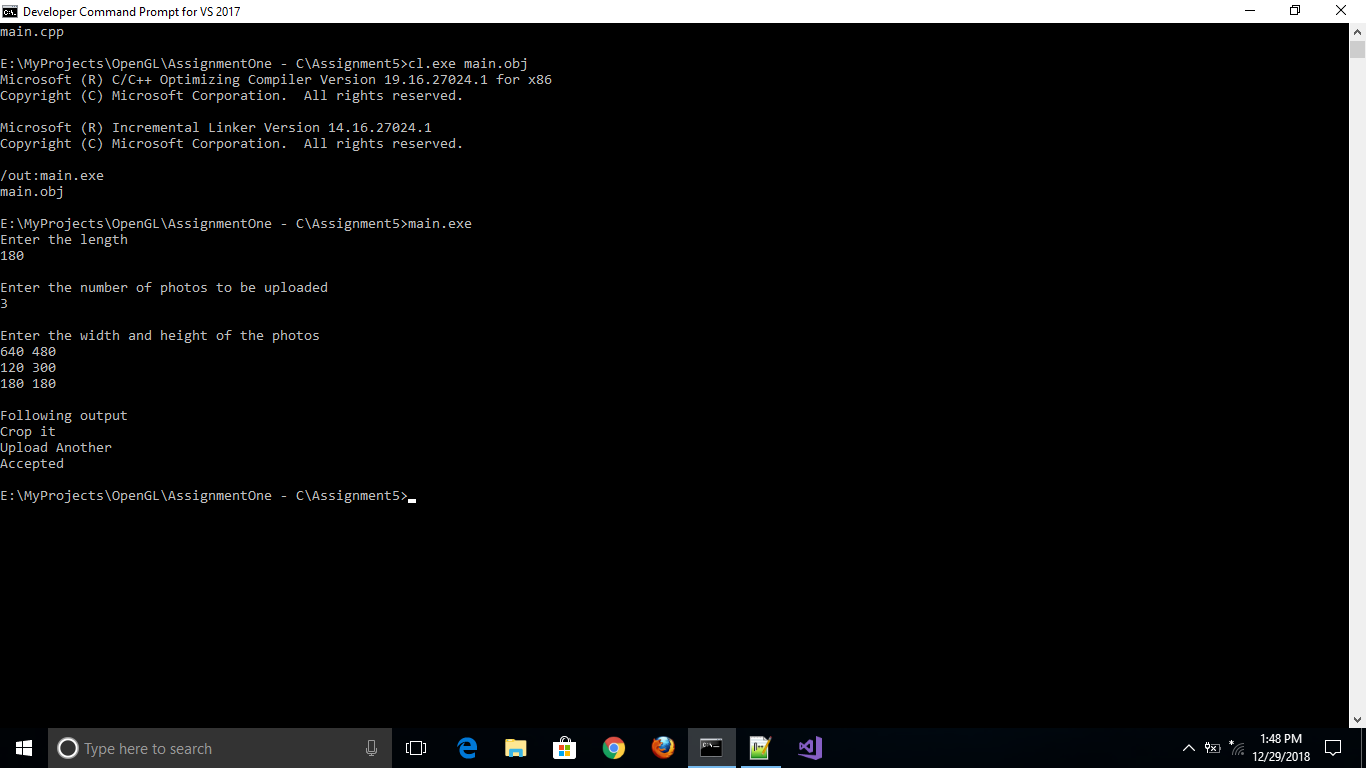 Developer Command Prompt for VS 2017
main.cpp
E:\MyProjects\OpenGL\AssignmentOne - C\Assignment5>cl.exe main.obj
Microsoft (R) C/C++ Optimizing Compiler Version 19.16.27024.1 for x86
Copyright (C) Microsoft Corporation.  All rights reserved.
Microsoft (R) Incremental Linker Version 14.16.27024.1
Copyright (C) Microsoft Corporation.  All rights reserved.
/out:main.exe
main.obj
E:\MyProjects\OpenGL\AssignmentOne - C\Assignment5>main.exe
Enter the length
180
Enter the number of photos to be uploaded
3
Enter the width and height of the photos
640 480
120 300
180 180
Following output
Crop it
Upload Another
Accepted
E:\MyProjects\OpenGL\AssignmentOne - C\Assignment5>
Type here to search
1:48 PM
12/29/2018